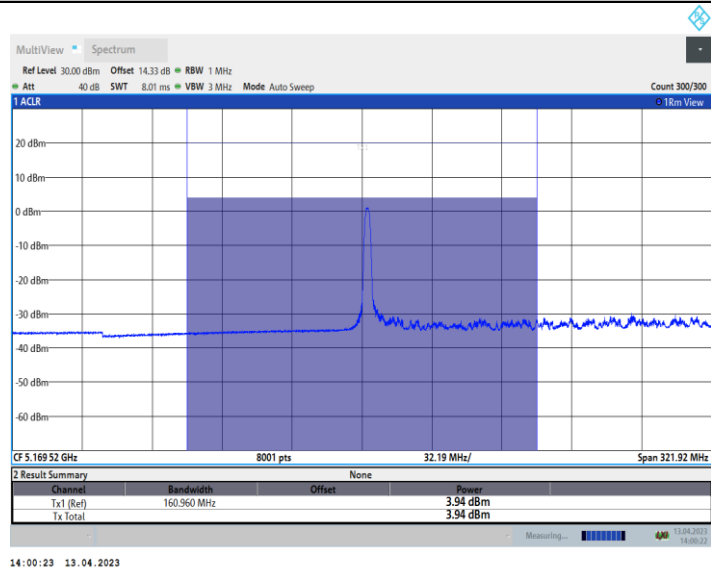 R S
MultiView Spectrum
Ref Level 30.00 dBm Offset 14.33 dB RBW 1 MHz
Att 40 dB SWT 8.01 ms VBW 3 MHz Mode Auto Sweep Count 300/300
1 ACLR 1Rm View
20 dBm
10 dBm
0 dBm
-10 dBm
-20 dBm
-30 dBm
-40 dBm
-50 dBm
-60 dBm
CF 5.169 52 GHz 8001 pts 32.19 MHz/ Span 321.92 MHz
2 Result Summary None
Channel Bandwidth Offset Power
Tx1 (Ref) 160.960 MHz 3.94 dBm
Tx Total 3.94 dBm
Measuring... 13.04.2023
14:00:22
14:00:23 13.04.2023